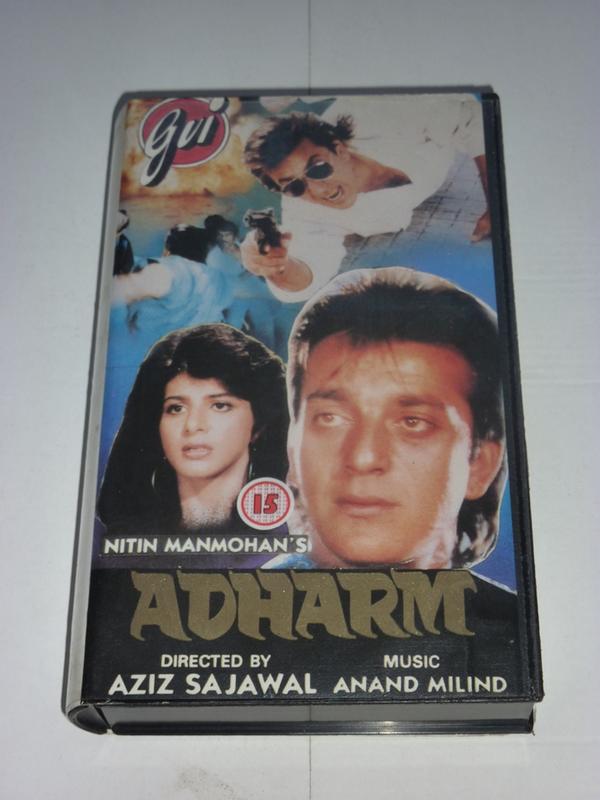 gvi
15
NITIN MANMOHAN'S
ADHARM
DIRECTED BY
AZIZ SAJAWAL
MUSIC
ANAND MILIND